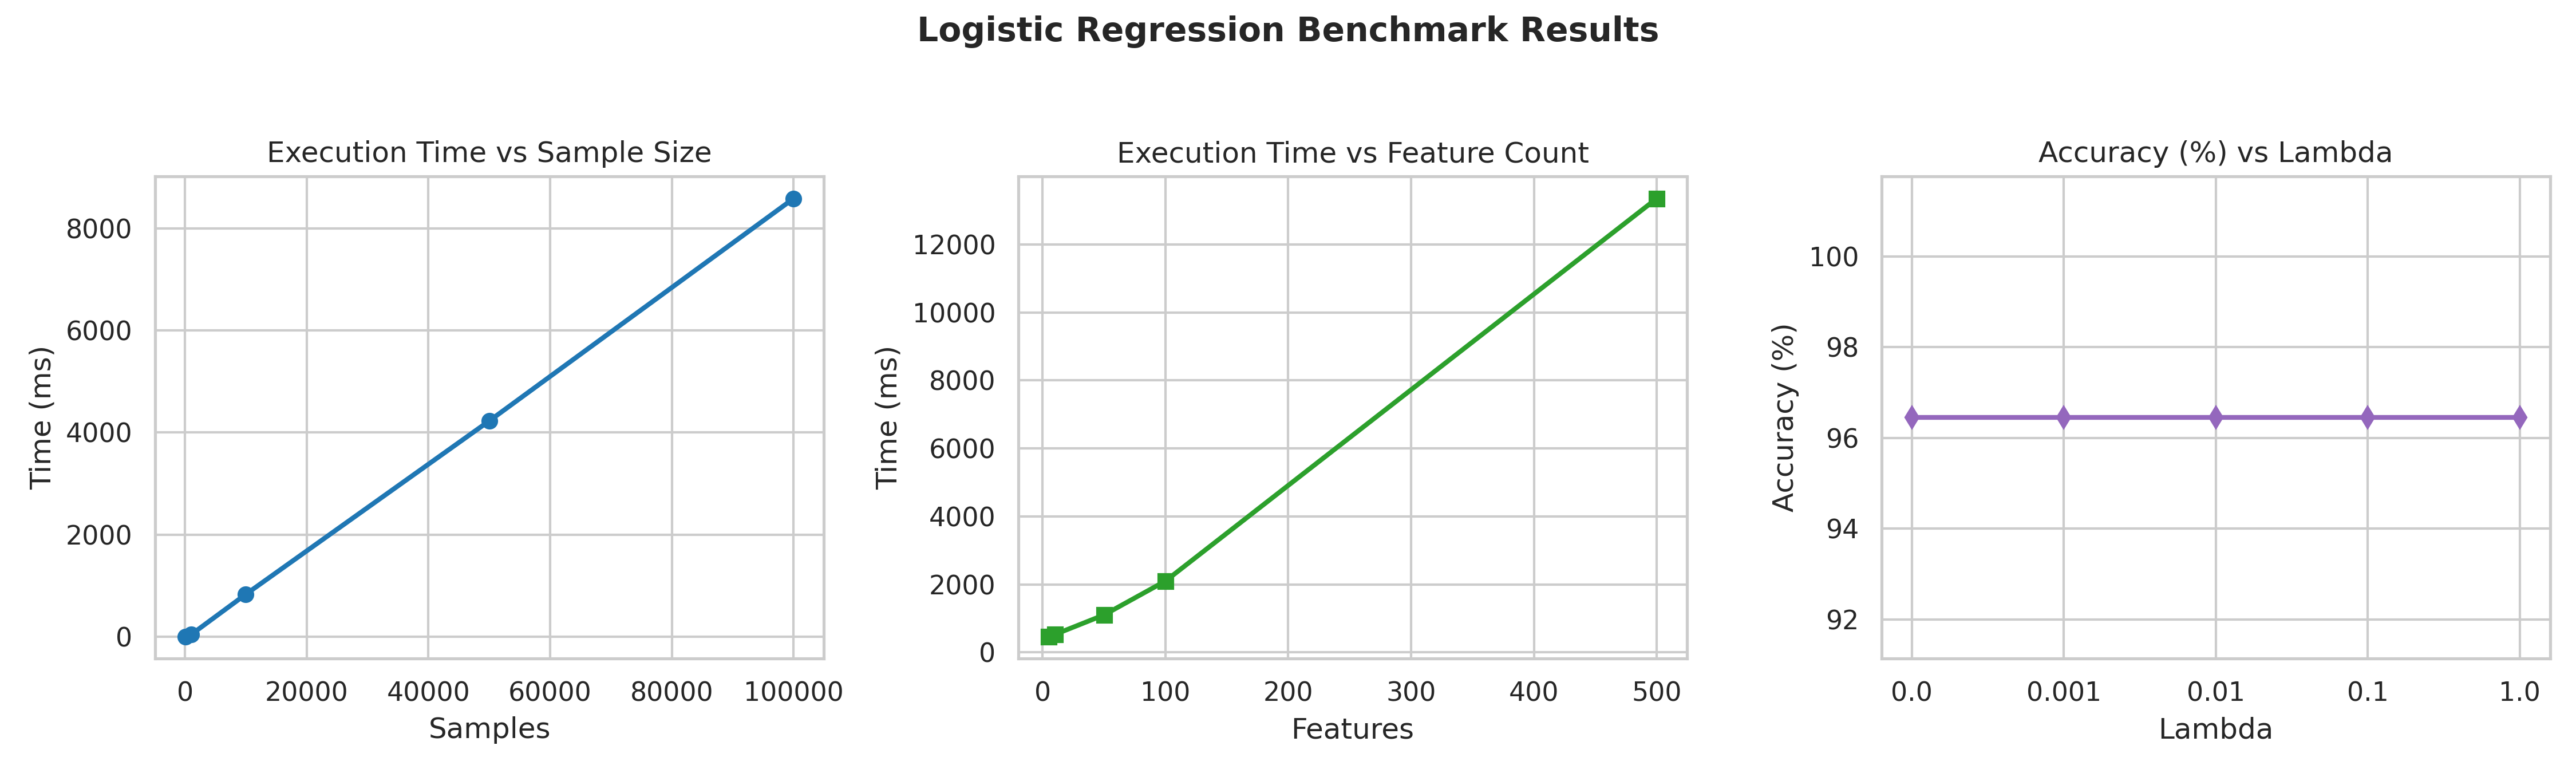 Logistic Regression Benchmark Results
Execution Time vs Sample Size
Time (ms)
8000
6000
4000
2000
0
0 20000 40000 60000 80000 100000
Samples
Execution Time vs Feature Count
Time (ms)
12000
10000
8000
6000
4000
2000
0
0 100 200 300 400 500
Features
Accuracy (%) vs Lambda
Accuracy (%)
100
98
96
94
92
0.0 0.001 0.01 0.1 1.0
Lambda